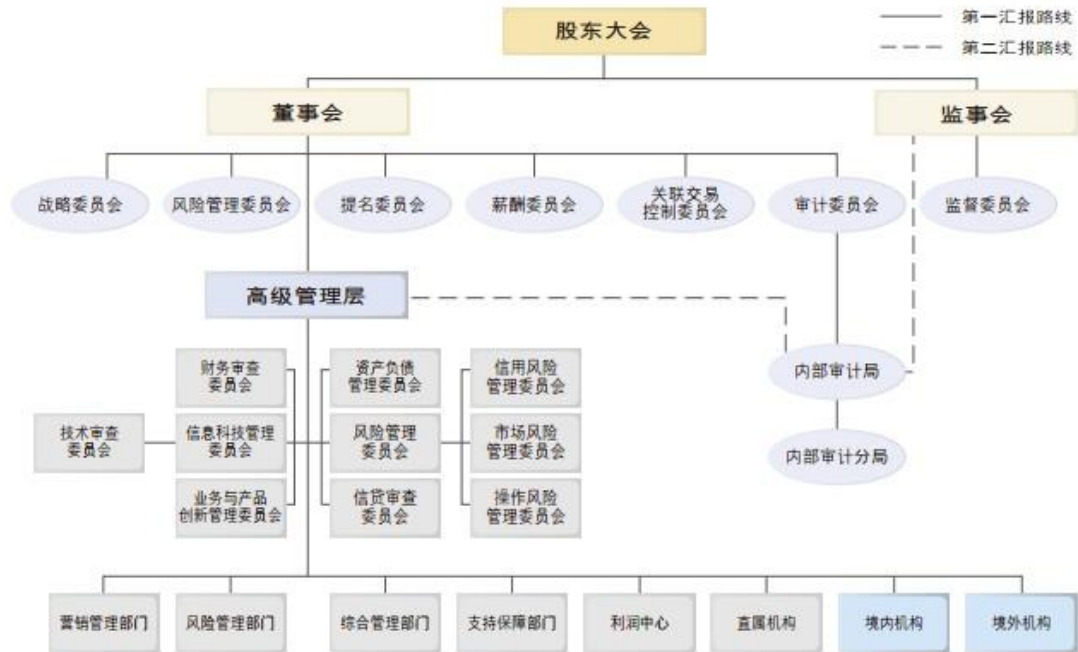 股东大会
第一汇报路线
第二汇报路线
董事会
监事会
战略委员会
风险管理委员会
提名委员会
薪酬委员会
关联交易
控制委员会
审计委员会
监督委员会
高级管理层
财务审查
委员会
资产负债
管理委员会
信用风险
管理委员会
内部审计局
技术审查
委员会
信息科技管理
委员会
风险管理
委员会
市场风险
管理委员会
内部审计分局
业务与产品
创新管理委员会
信贷审查
委员会
操作风险
管理委员会
营销管理部门
风险管理部门
综合管理部门
支持保障部门
利润中心
直属机构
境内机构
境外机构